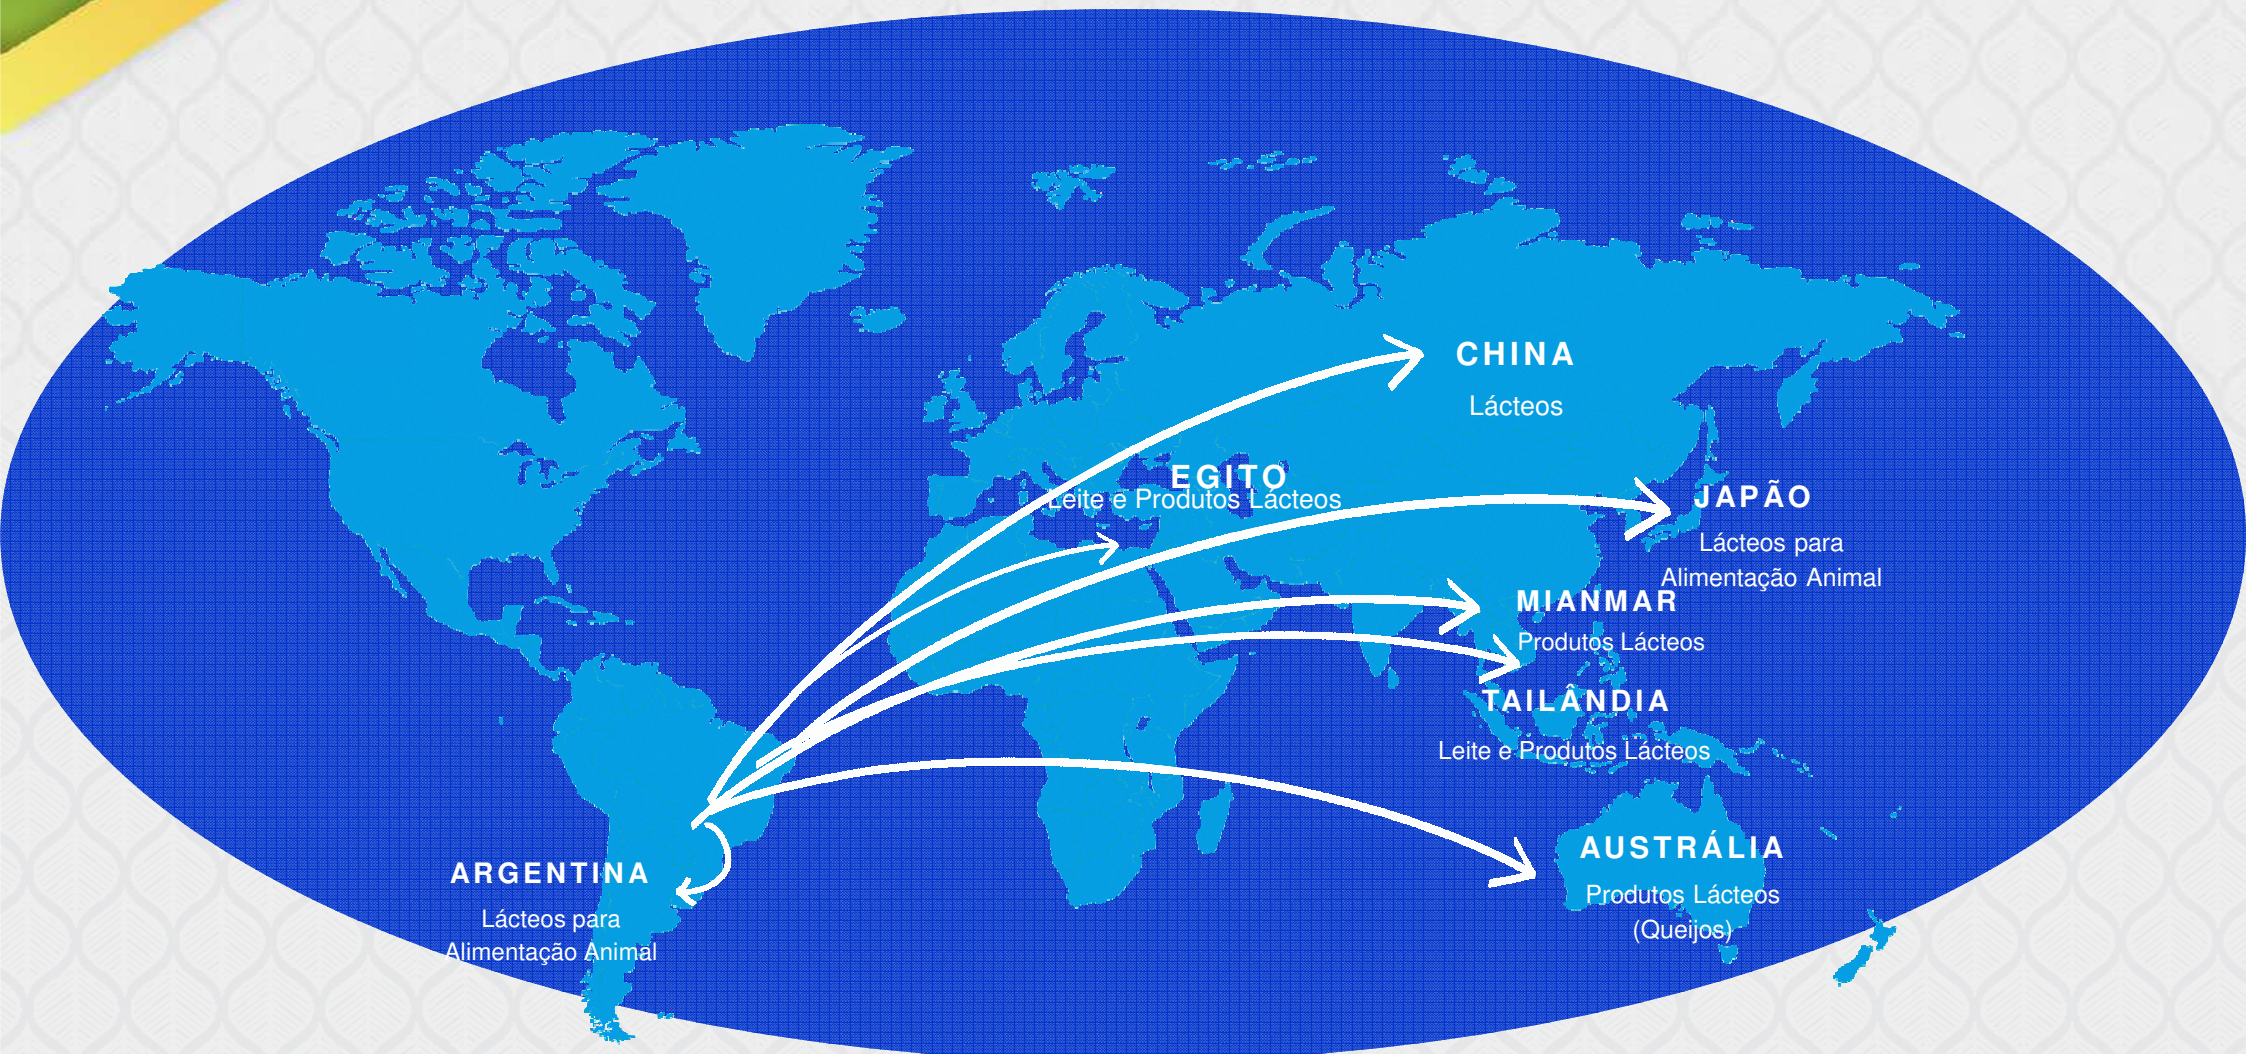 CHINA
Lácteos
EGITO
Leite e Produtos Lácteos
JAPÃO
Lácteos para
Alimentação Animal
MIANMAR
Produtos Lácteos
TAILÂNDIA
Leite e Produtos Lácteos
AUSTRÁLIA
Produtos Lácteos
(Queijos)
ARGENTINA
Lácteos para
Alimentação Animal